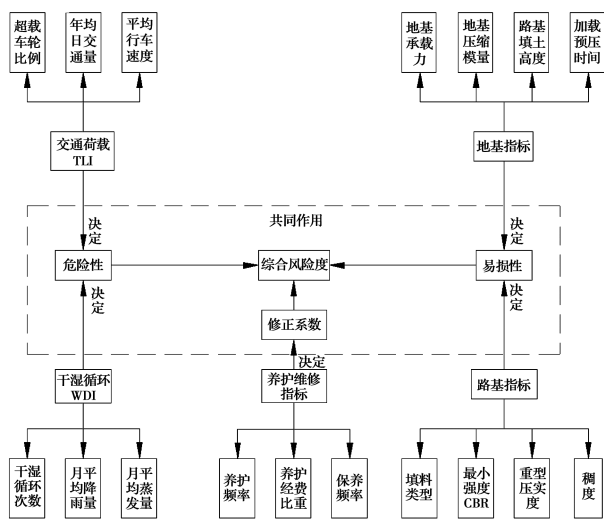 超载
车轮
比例
年均
日交
通量
平均
行车
速度
地基
承载
力
地基
压缩
模量
路基
填土
高度
加载
预压
时间
交通荷载
TLI
地基指标
决
定
共同作用
决
定
危险性
综合风险度
易损性
决
定
决
定
修正系数
决定
干湿循环
WDI
养护维修
指标
路基指标
干湿
循环
次数
月平
均降
雨量
月平
均蒸
发量
养护
频率
养护
经费
比重
保养
频率
填料
类型
最小
强度
CBR
重型
压实
度
稠
度